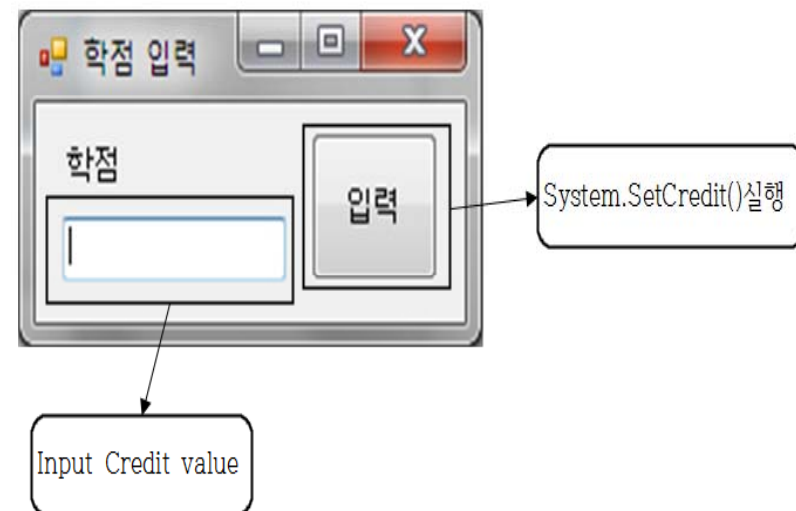 학점 입력
학점
입력
System.SetCredit()실행
Input Credit value